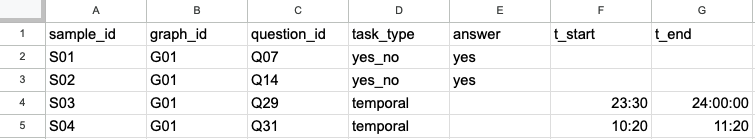 A B C D E F G
1 sample_id graph_id question_id task_type answer t_start t_end
2 S01 G01 Q07 yes_no yes
3 S02 G01 Q14 yes_no yes
4 S03 G01 Q29 temporal 23:30 24:00:00
5 S04 G01 Q31 temporal 10:20 11:20